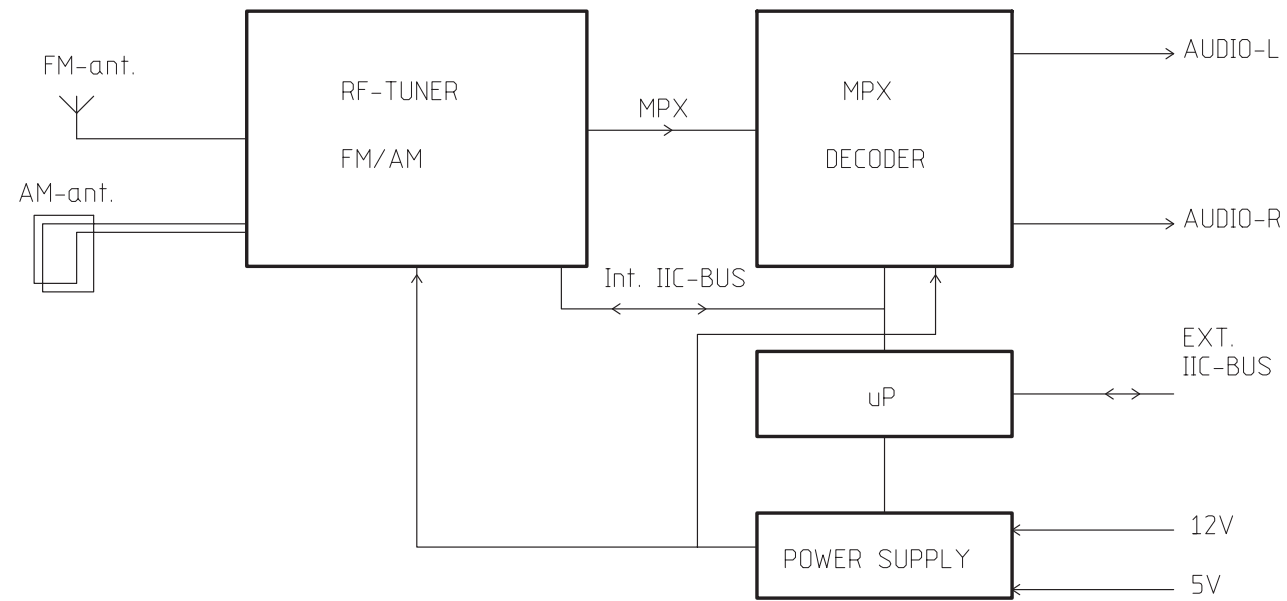 FM-ant.
RF-TUNER
FM/AM
AM-ant.
MPX
MPX
DECODER
AUDIO-L
AUDIO-R
Int. IIC-BUS
EXT.
IIC-BUS
uP
POWER SUPPLY
12V
5V